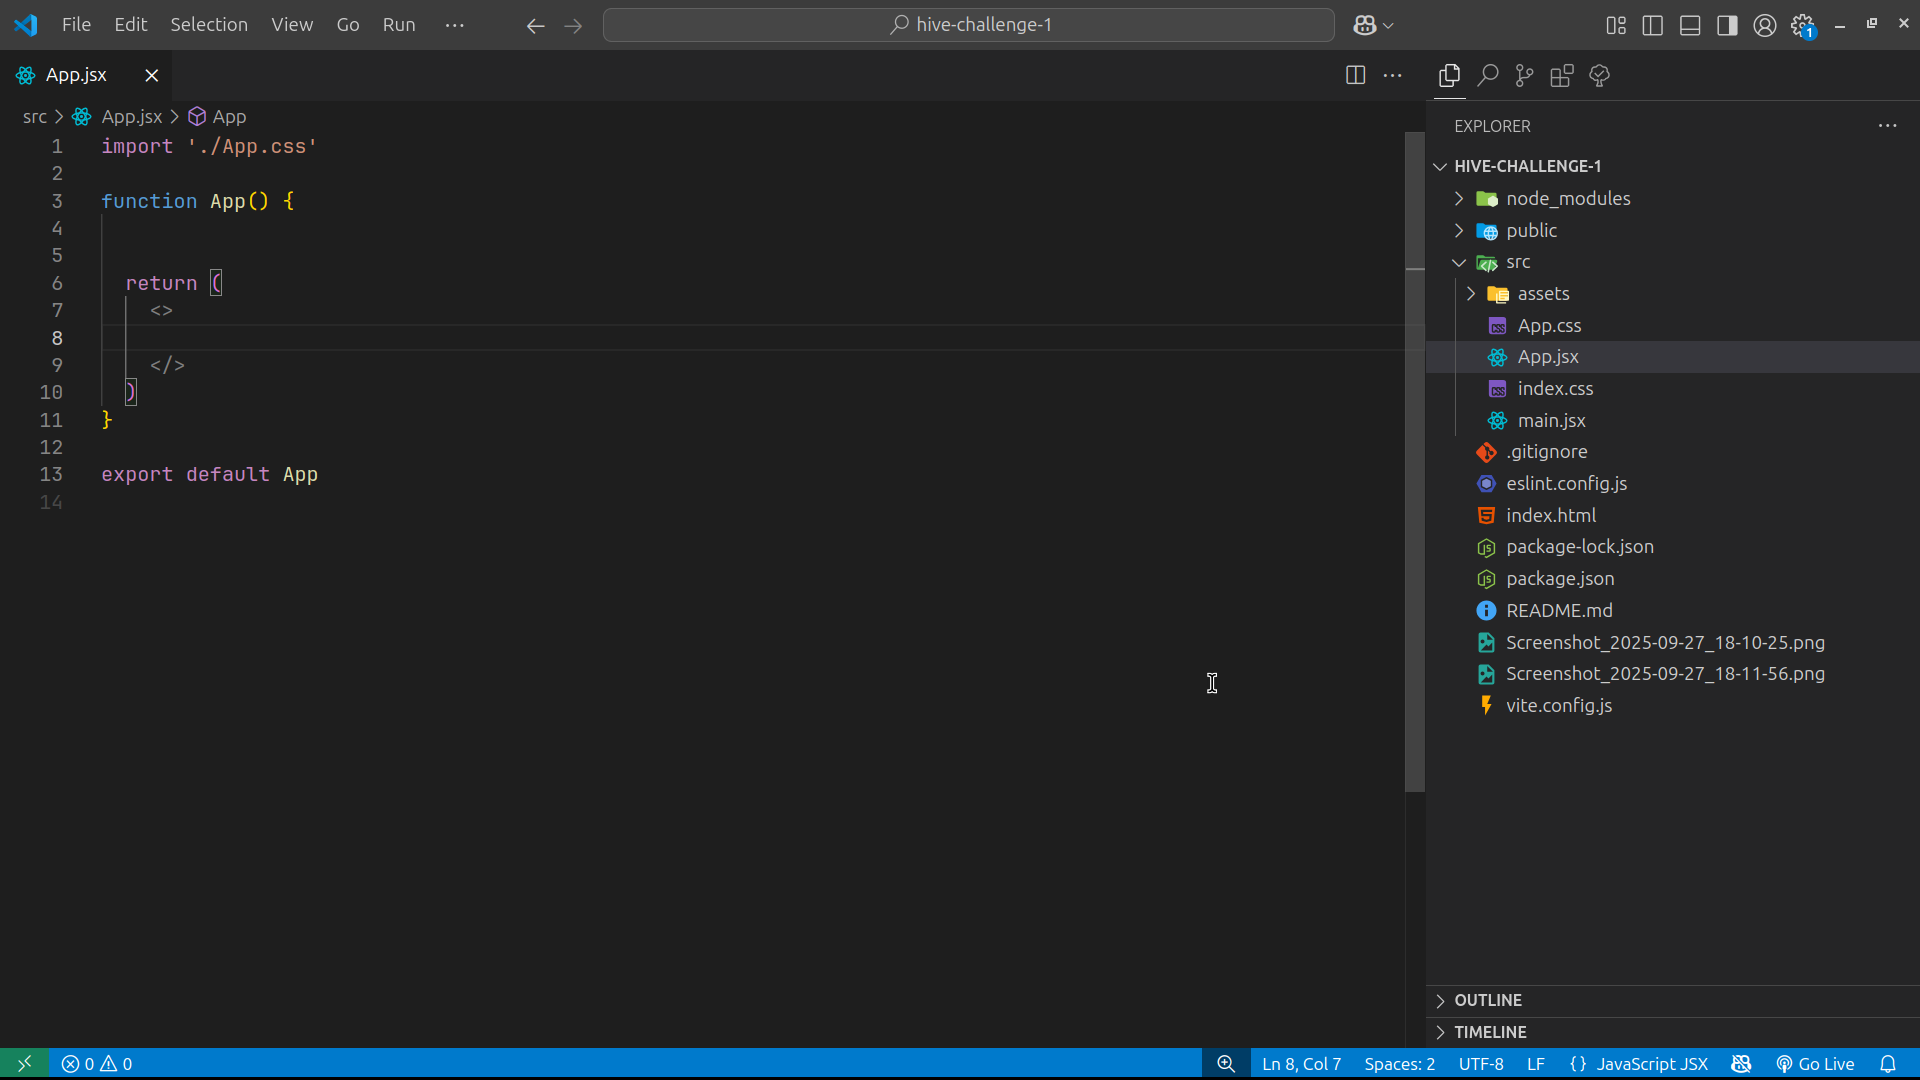 File Edit Selection View Go Run ···
hive-challenge-1
1
App.jsx
src > App.jsx > App
1 import './App.css'
2
3 function App() {
4
5
6 return (
7 <>
8
9 </>
10 )
11 }
12
13 export default App
14
EXPLORER
HIVE-CHALLENGE-1
node_modules
public
src
assets
App.css
App.jsx
index.css
main.jsx
.gitignore
eslint.config.js
index.html
package-lock.json
package.json
README.md
Screenshot_2025-09-27_18-10-25.png
Screenshot_2025-09-27_18-11-56.png
vite.config.js
OUTLINE
TIMELINE
0 0 Ln 8, Col 7 Spaces: 2 UTF-8 LF {} JavaScript JSX Go Live